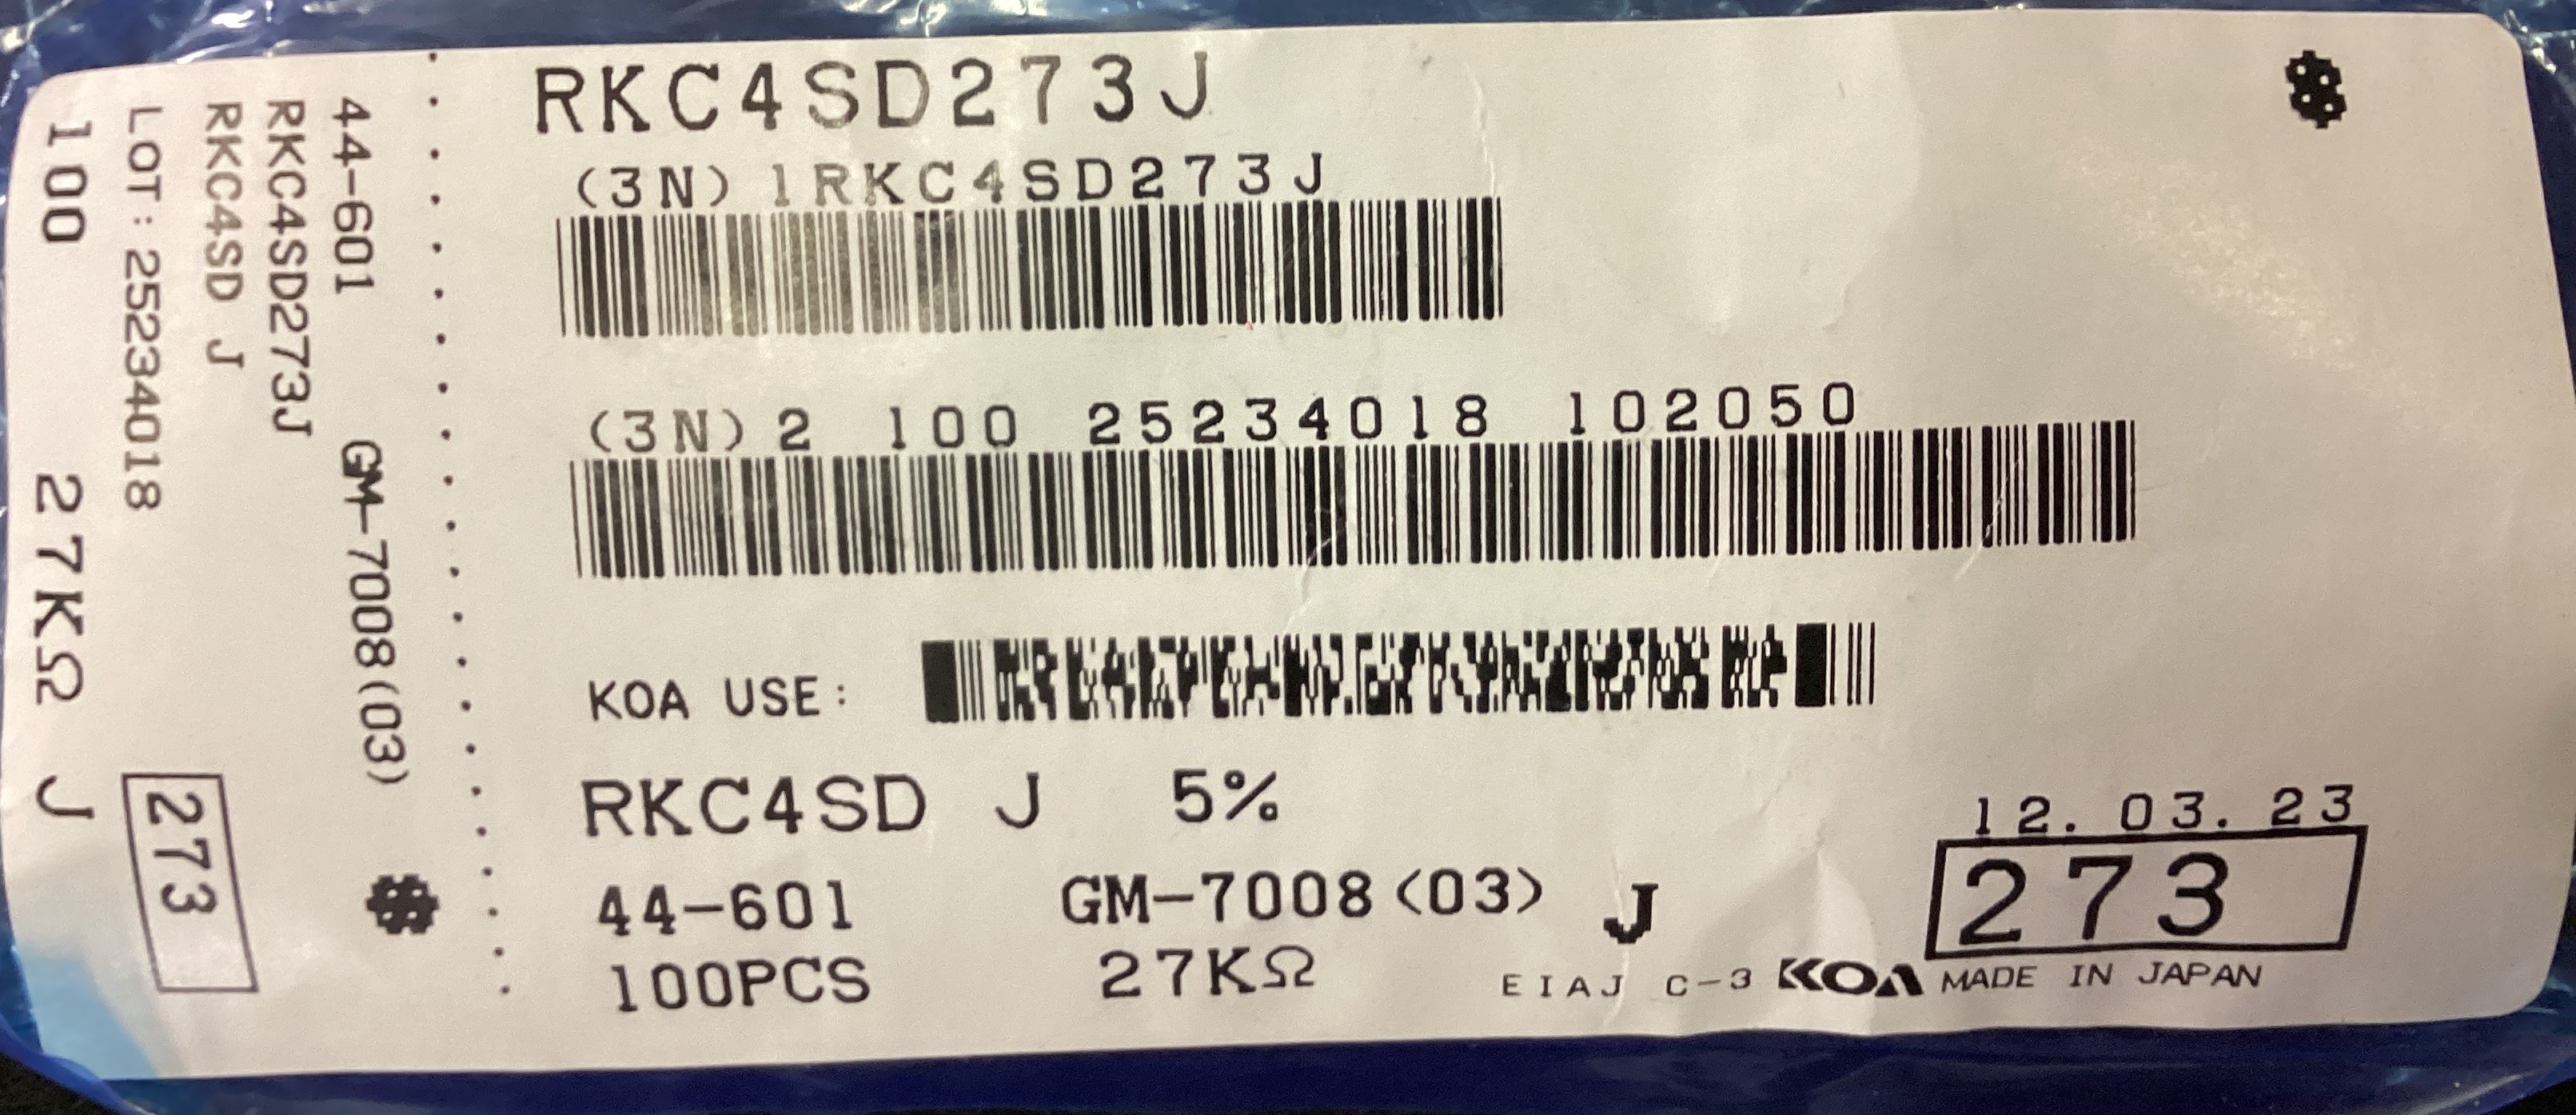 RKC4SD273J
(3N)1RKC4SD273J
(3N)2 100 25234018 102050
KOA USE:
RKC4SD J 5%
12.03.23
44-601 GM-7008(03) J 273
100PCS 27KΩ EIAJ C-3 KOA MADE IN JAPAN
44-601 GM-7008(03)
RKC4SD273J
RKC4SD J
LOT:25234018 273
100 27KΩ J